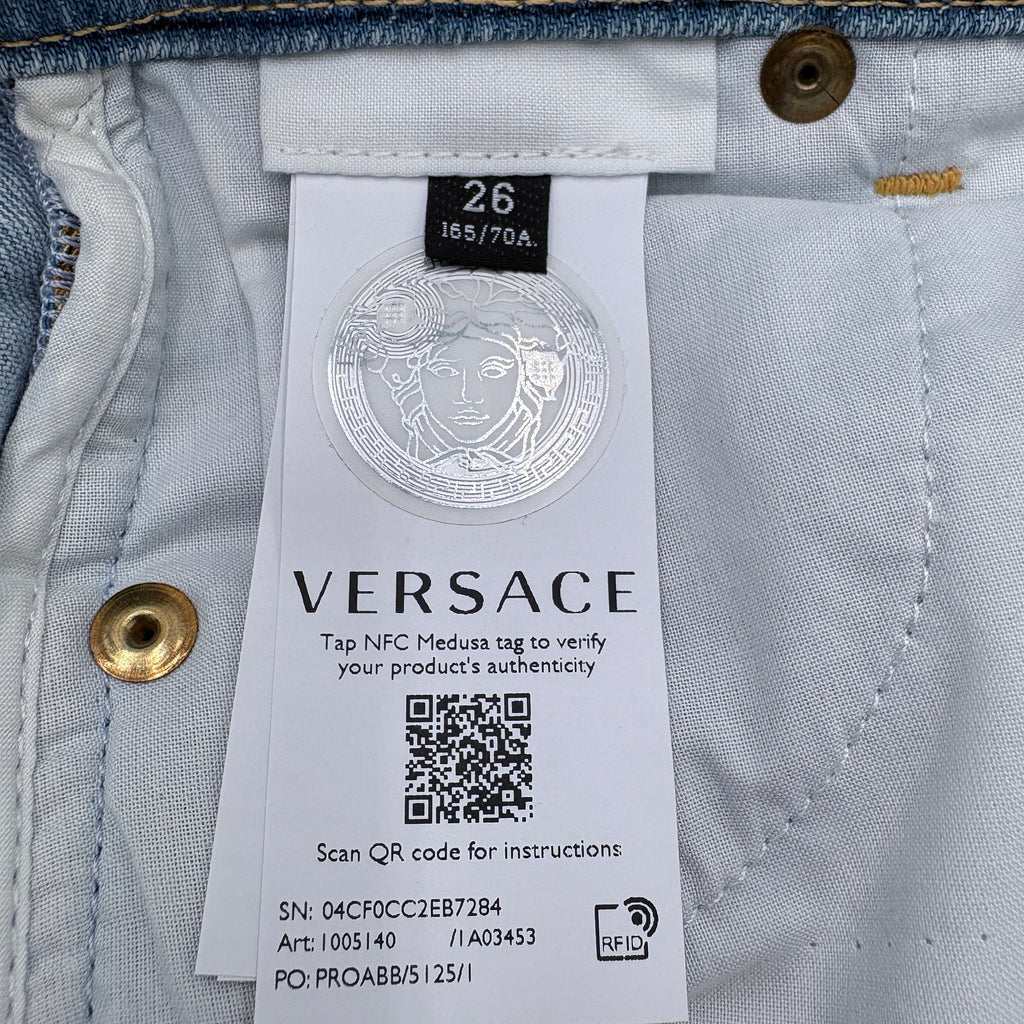 26
165/70A.
VERSACE
Tap NFC Medusa tag to verify
your product's authenticity
Scan QR code for instructions
SN: 04CF0CC2EB7284
Art: 1005140 /1A03453
PO: PROABB/5125/1
RFID